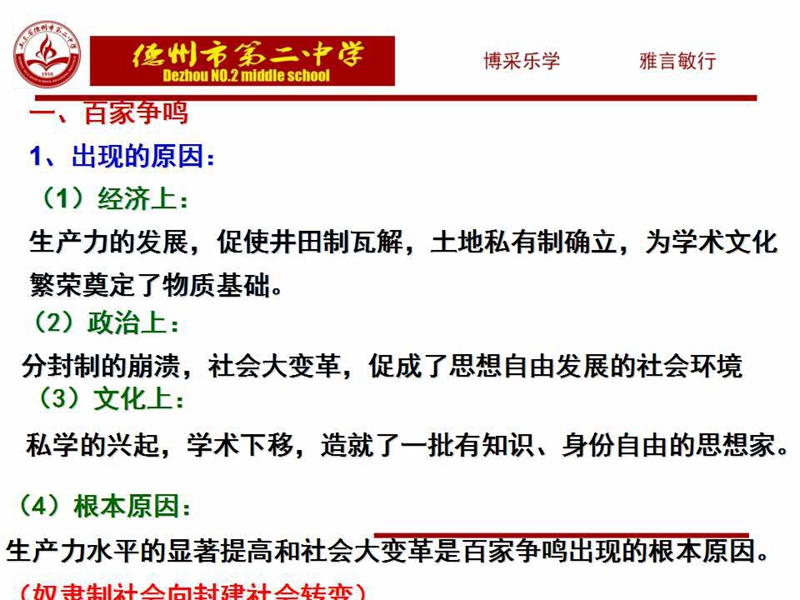 德州市第二中学
Dezhou NO.2 middle school
博采乐学 雅言敏行
一、百家争鸣
1、出现的原因：
（1）经济上：
生产力的发展，促使井田制瓦解，土地私有制确立，为学术文化
繁荣奠定了物质基础。
（2）政治上：
分封制的崩溃，社会大变革，促成了思想自由发展的社会环境
（3）文化上：
私学的兴起，学术下移，造就了一批有知识、身份自由的思想家。
（4）根本原因：
生产力水平的显著提高和社会大变革是百家争鸣出现的根本原因。
（奴隶制社会向封建社会转变）